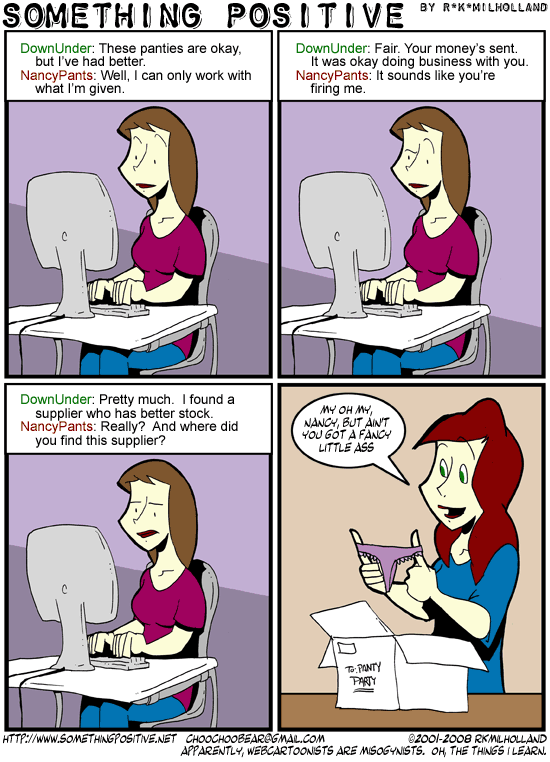 SOMETHING POSITIVE BY R*K*MILHOLLAND
DownUnder: These panties are okay,
but I've had better.
NancyPants: Well, I can only work with
what I'm given.
DownUnder: Fair. Your money's sent.
It was okay doing business with you.
NancyPants: It sounds like you're
firing me.
DownUnder: Pretty much. I found a
supplier who has better stock.
NancyPants: Really? And where did
you find this supplier?
MY OH MY,
NANCY, BUT AIN'T
YOU GOT A FANCY
LITTLE ASS
TO: PANTY
PARTY
HTTP://WWW.SOMETHINGPOSITIVE.NET CHOOCHOOBEAR@GMAIL.COM ©2001-2008 RKMILHOLLAND
APPARENTLY, WEBCARTOONISTS ARE MISOGYNISTS. OH, THE THINGS I LEARN.